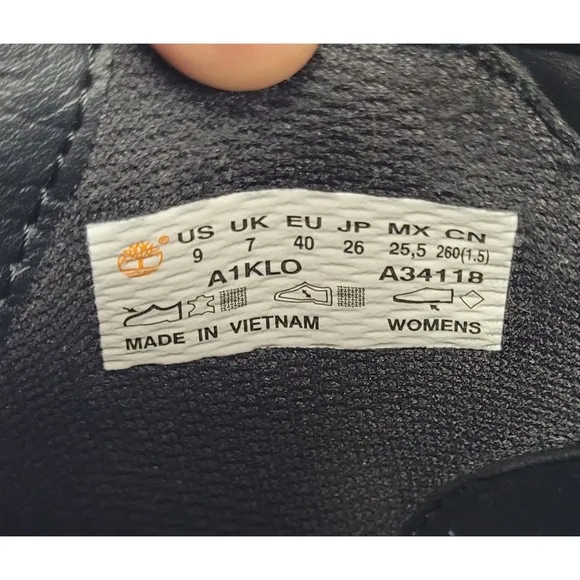 US UK EU JP MX CN
9 7 40 26 25,5 260(1.5)
®
A1KLO A34118
MADE IN VIETNAM WOMENS